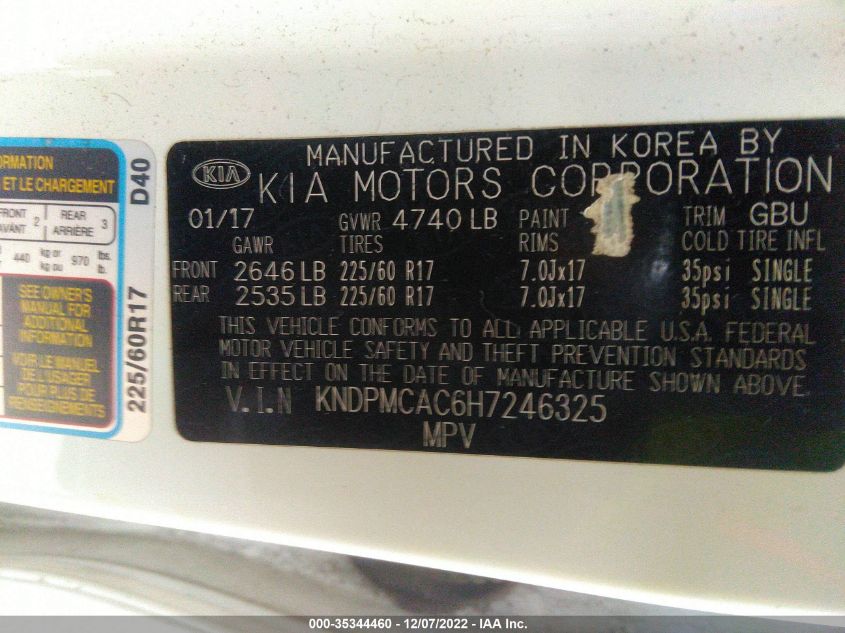 ORMATION
ET LE CHARGEMENT
FRONT 2 REAR 3
AVANT ARRIÈRE
440 kg or kg ou 970 lbs. lb.
SEE OWNER'S
MANUAL FOR
ADDITIONAL
INFORMATION
VOIR LE MANUEL
DE L'USAGER
POUR PLUS DE
RENSEIGNEMENTS
225/60R17 D40
MANUFACTURED IN KOREA BY
KIA KIA MOTORS CORPORATION
01/17 GVWR 4740 LB PAINT TRIM GBU
GAWR TIRES RIMS COLD TIRE INFL
FRONT 2646 LB 225/60 R17 7.0Jx17 35psi SINGLE
REAR 2535 LB 225/60 R17 7.0Jx17 35psi SINGLE
THIS VEHICLE CONFORMS TO ALL APPLICABLE U.S.A. FEDERAL
MOTOR VEHICLE SAFETY AND THEFT PREVENTION STANDARDS
IN EFFECT ON THE DATE OF MANUFACTURE SHOWN ABOVE.
V.I.N KNDPMCAC6H7246325
MPV
000-35344460 - 12/07/2022 - IAA Inc.